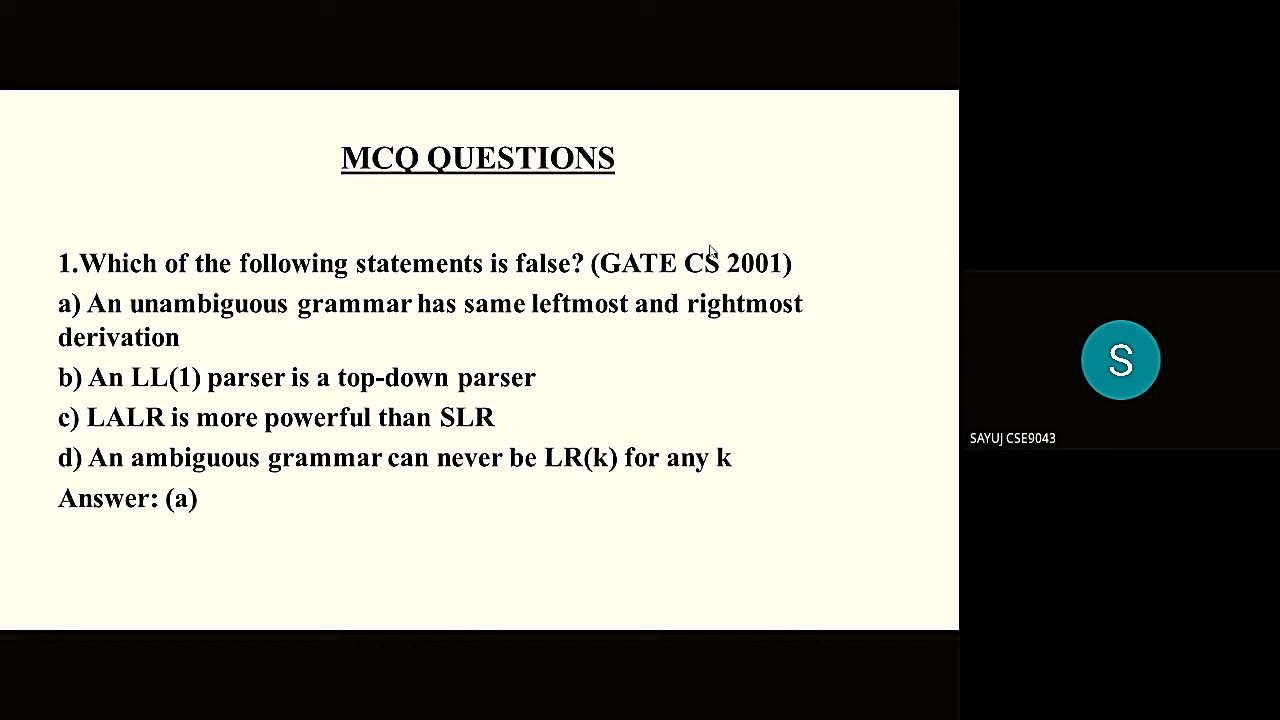 MCQ QUESTIONS
1.Which of the following statements is false? (GATE CS 2001)
a) An unambiguous grammar has same leftmost and rightmost
derivation
b) An LL(1) parser is a top-down parser
c) LALR is more powerful than SLR
d) An ambiguous grammar can never be LR(k) for any k
Answer: (a)
S
SAYUJ CSE9043